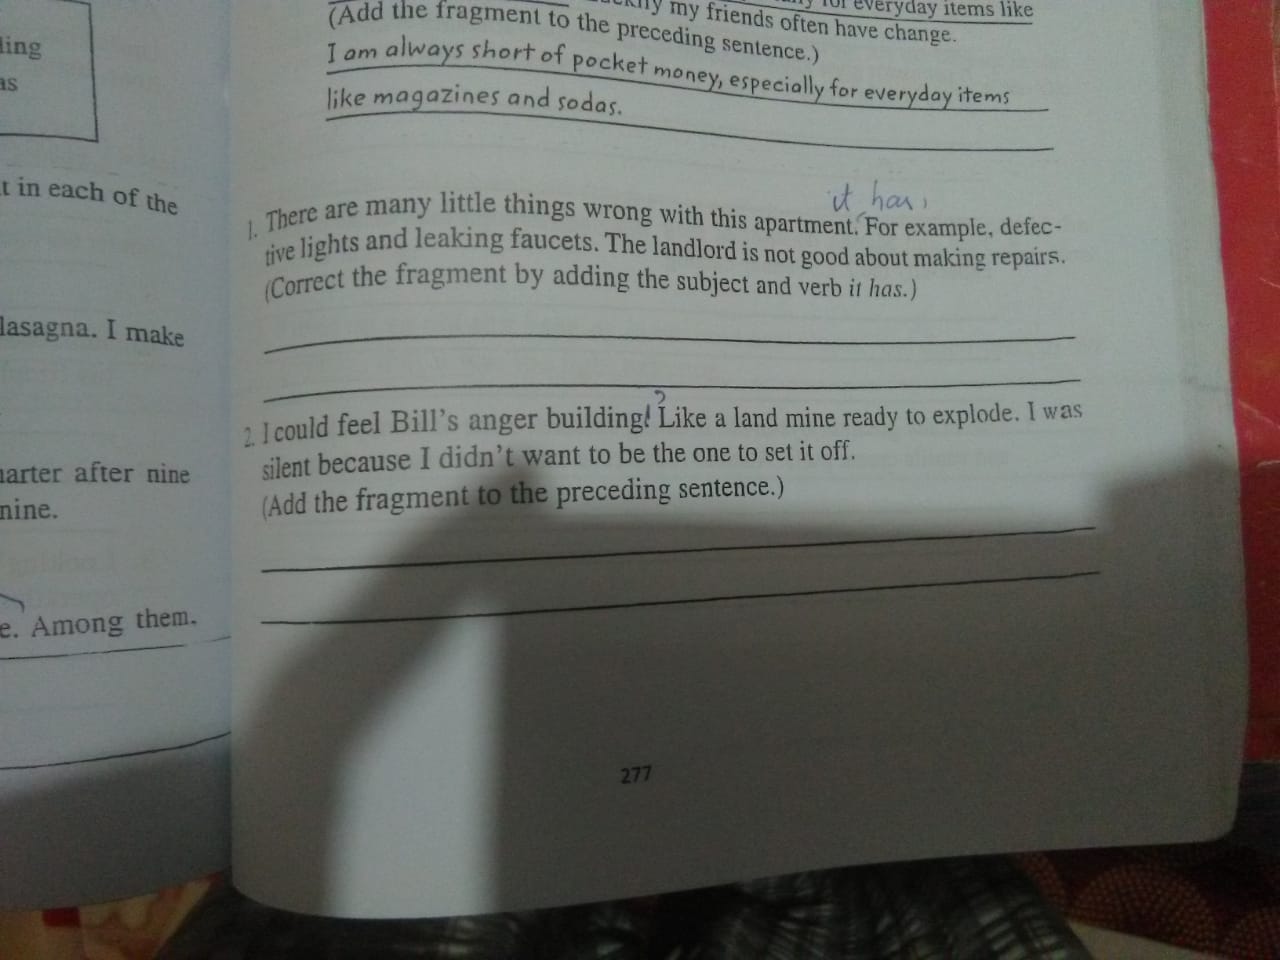 ling
as
t in each of the
lasagna. I make
arter after nine
nine.
e. Among them.
my friends often have change.
for everyday items like
(Add the fragment to the preceding sentence.)
I am always short of pocket money, especially for everyday items
like magazines and sodas.
it has,
1. There are many little things wrong with this apartment. For example, defec-
tive lights and leaking faucets. The landlord is not good about making repairs.
(Correct the fragment by adding the subject and verb it has.)
2. I could feel Bill's anger building. Like a land mine ready to explode. I was
silent because I didn't want to be the one to set it off.
(Add the fragment to the preceding sentence.)
277